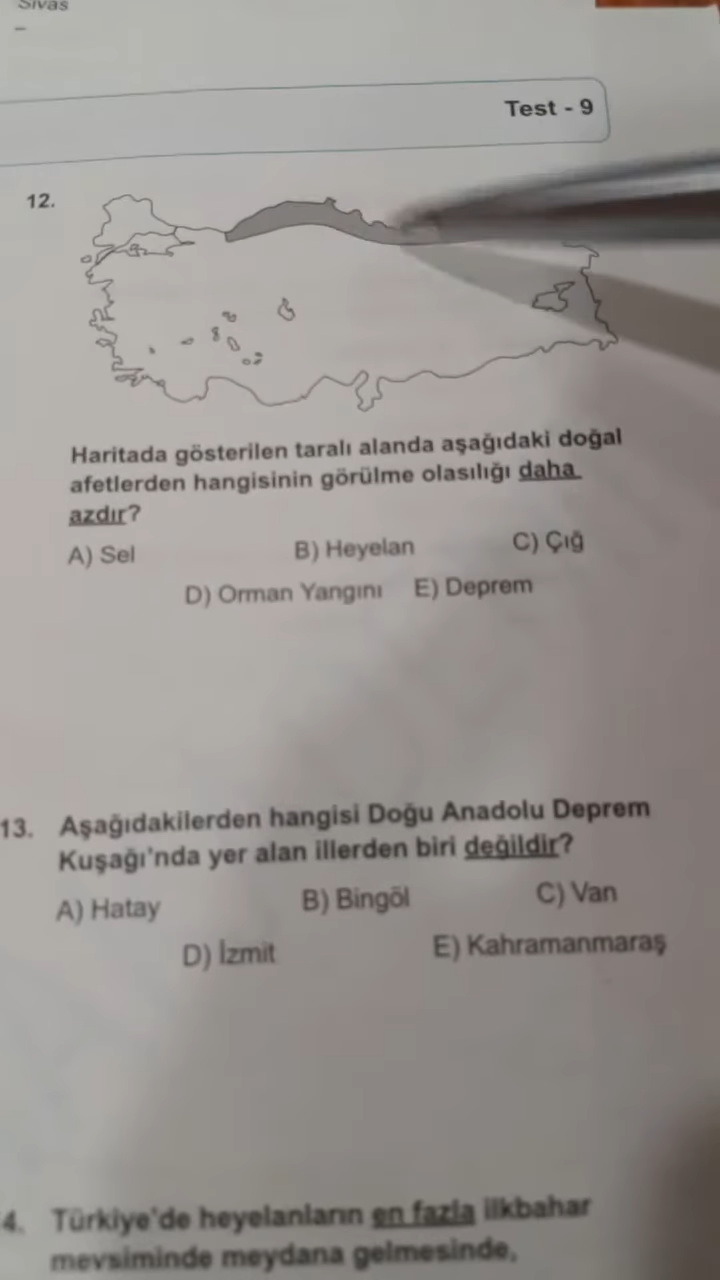 Sivas
Test - 9
12.
Haritada gösterilen taralı alanda aşağıdaki doğal
afetlerden hangisinin görülme olasılığı daha
azdır?
A) Sel B) Heyelan C) Çığ
D) Orman Yangını E) Deprem
13. Aşağıdakilerden hangisi Doğu Anadolu Deprem
Kuşağı'nda yer alan illerden biri değildir?
A) Hatay B) Bingöl C) Van
D) İzmit E) Kahramanmaraş
4. Türkiye'de heyelanların en fazla ilkbahar
mevsiminde meydana gelmesinde,